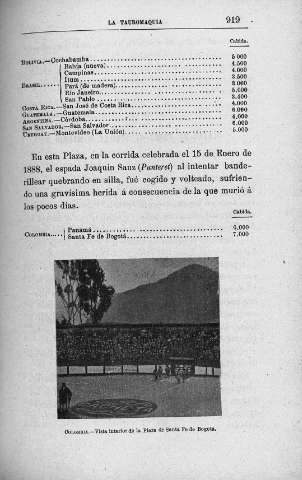 LA TAUROMAQUIA 919
Cabida.
BOLIVIA.—Cochabamba 5.000
BRASIL Bahía (nueva) 4.500
Campinas 4.000
Itum 3.500
Pará (de madera) 3.000
Río Janeiro 5.000
San Pablo 3.400
COSTA RICA.—San José de Costa Rica 4.000
GUATEMALA.—Guatemala 6.000
ARGENTINA.—Córdoba 4.000
SAN SALVADOR.—San Salvador 6.000
URUGUAY.—Montevideo (La Unión) 5.000
En esta Plaza, en la corrida celebrada el 15 de Enero de
1888, el espada Joaquín Sanz (Punteret) al intentar bande-
rillear quebrando en silla, fué cogido y volteado, sufrien-
do una gravísima herida á consecuencia de la que murió á
los pocos días.
Cabida.
COLOMBIA Panamá 6.000
Santa Fe de Bogotá 7.000
COLOMBIA.—Vista interior de la Plaza de Santa Fe de Bogotá.